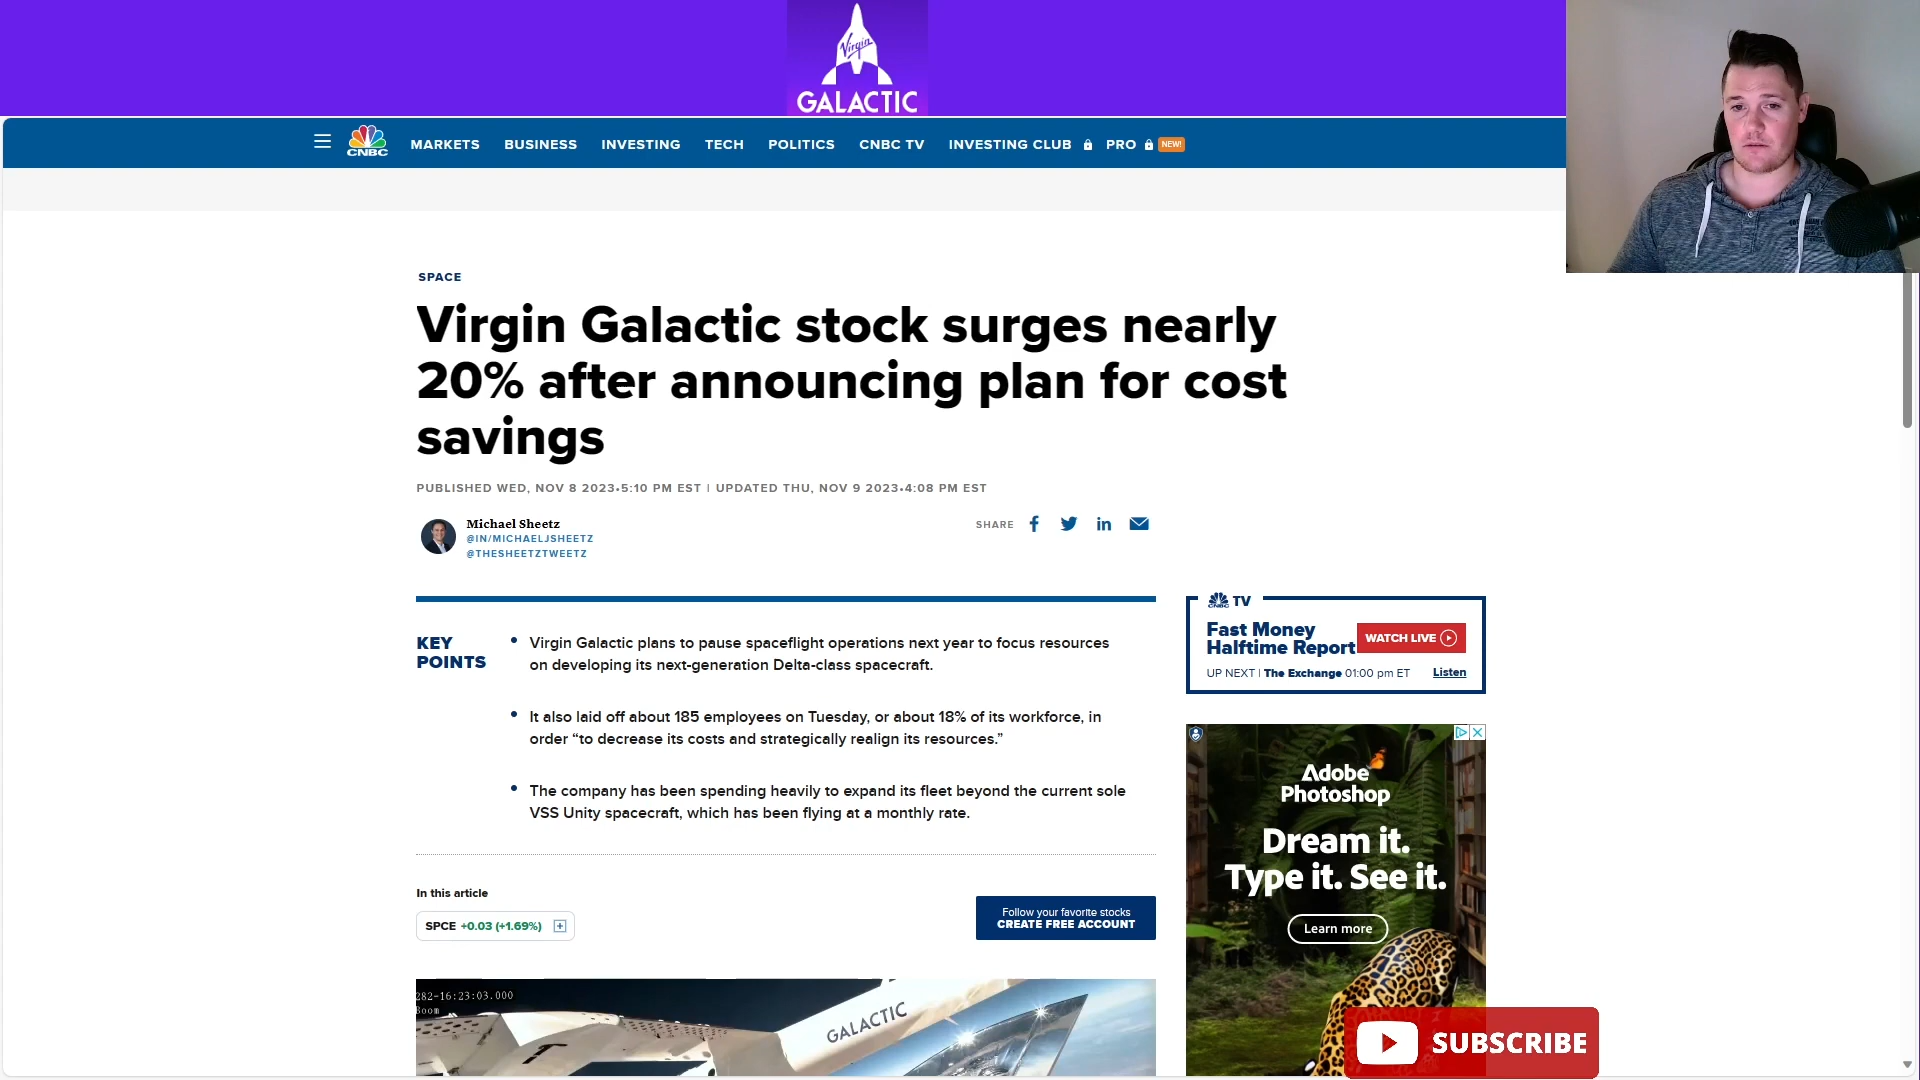 Virgin
GALACTIC
CNBC
MARKETS
BUSINESS
INVESTING
TECH
POLITICS
CNBC TV
INVESTING CLUB
PRO
NEW!
SPACE
Virgin Galactic stock surges nearly
20% after announcing plan for cost
savings
PUBLISHED WED, NOV 8 2023•5:10 PM EST | UPDATED THU, NOV 9 2023•4:08 PM EST
Michael Sheetz
@IN/MICHAELJSHEETZ
@THESHEETZTWEETZ
SHARE
KEY
POINTS
Virgin Galactic plans to pause spaceflight operations next year to focus resources
on developing its next-generation Delta-class spacecraft.
It also laid off about 185 employees on Tuesday, or about 18% of its workforce, in
order “to decrease its costs and strategically realign its resources.”
The company has been spending heavily to expand its fleet beyond the current sole
VSS Unity spacecraft, which has been flying at a monthly rate.
CNBC TV
Fast Money
Halftime Report
WATCH LIVE
UP NEXT | The Exchange 01:00 pm ET
Listen
In this article
SPCE +0.03 (+1.69%)
Follow your favorite stocks
CREATE FREE ACCOUNT
282-16:23:03.000
Boom
GALACTIC
Adobe
Photoshop
Dream it.
Type it. See it.
Learn more
SUBSCRIBE